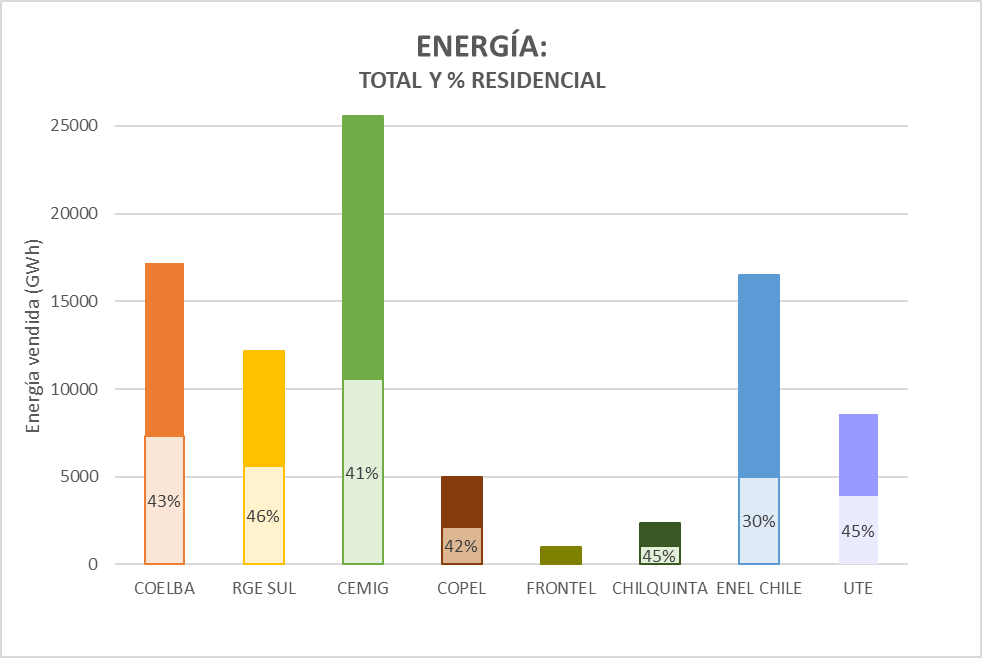 ENERGÍA:
TOTAL Y % RESIDENCIAL
Energía vendida (GWh)
25000
20000
15000
10000
5000
0
43%
46%
41%
42%
45%
30%
45%
COELBA
RGE SUL
CEMIG
COPEL
FRONTEL
CHILQUINTA
ENEL CHILE
UTE